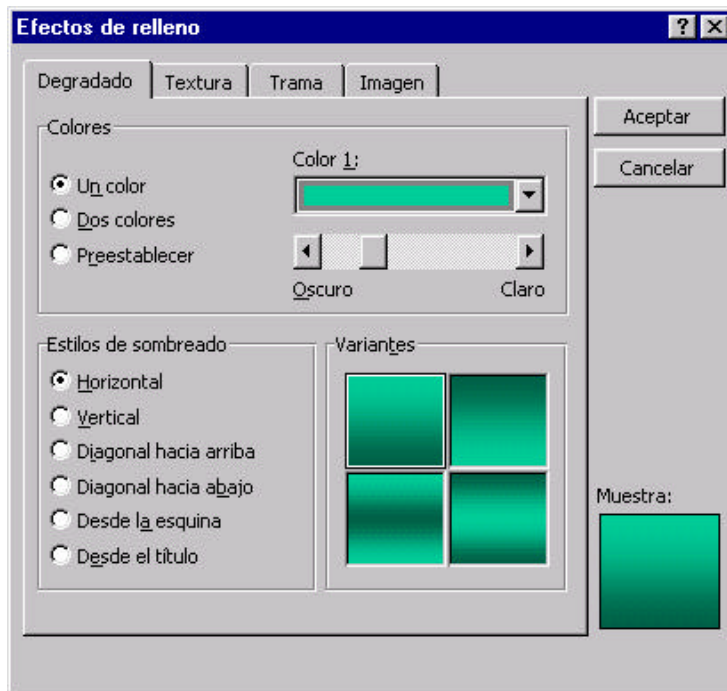 Efectos de relleno
Degradado
Textura
Trama
Imagen
Aceptar
Cancelar
Colores
Un color
Dos colores
Preestablecer
Color 1:
Oscuro
Claro
Estilos de sombreado
Horizontal
Vertical
Diagonal hacia arriba
Diagonal hacia abajo
Desde la esquina
Desde el título
Variantes
Muestra: